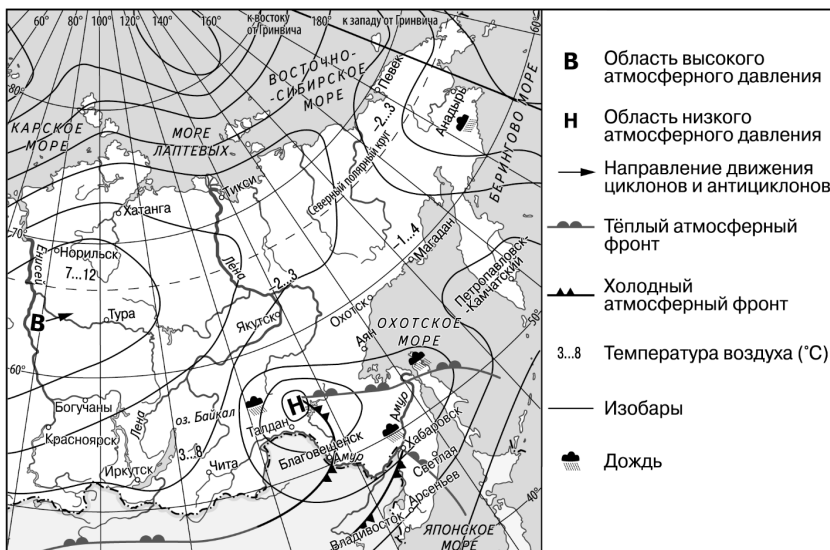 60° 80° 100° 120° 140° 160° к востоку от Гринвича 180° к западу от Гринвича 60°
Певек
ВОСТОЧНО-
-СИБИРСКОЕ
МОРЕ
80°
Анадырь
-2...3
КАРСКОЕ
МОРЕ
МОРЕ
ЛАПТЕВЫХ
БЕРИНГОВО МОРЕ
Тикси
Северный полярный круг
Хатанга
70°
Норильск
7...12
Енисей
Лена
-1...4
Магадан
Петропавловск-
-Камчатский
-2...3
В
Тура
Якутск
Охотск
ОХОТСКОЕ
МОРЕ
50°
Аян
60°
Н
Богучаны
Лена
оз. Байкал
Талдан
Амур
Красноярск
Благовещенск
Хабаровск
3...8
Амур
Светлая
Иркутск
Чита
Арсеньев
40°
Владивосток
ЯПОНСКОЕ
МОРЕ
В Область высокого
атмосферного давления
Н Область низкого
атмосферного давления
Направление движения
циклонов и антициклонов
Тёплый атмосферный
фронт
Холодный
атмосферный фронт
3...8 Температура воздуха (°С)
Изобары
Дождь